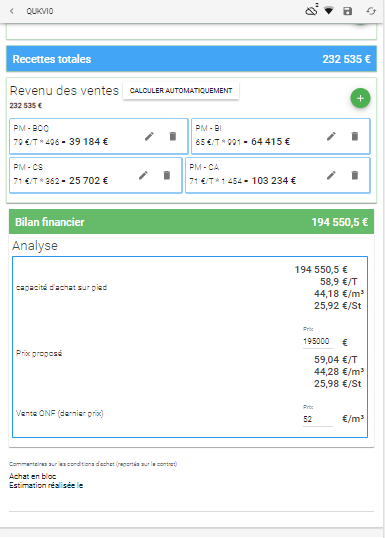 QUKVI0
2
Recettes totales 232 535 €
Revenu des ventes CALCULER AUTOMATIQUEMENT
232 535 €
PM - BCQ
79 €/T * 496 = 39 184 €
PM - BI
65 €/T * 991 = 64 415 €
PM - CS
71 €/T * 362 = 25 702 €
PM - CA
71 €/T * 1 454 = 103 234 €
Bilan financier 194 550,5 €
Analyse
capacité d'achat sur pied
194 550,5 €
58,9 €/T
44,18 €/m³
25,92 €/St
Prix proposé
Prix
195000 €
59,04 €/T
44,28 €/m³
25,98 €/St
Vente ONF (dernier prix)
Prix
52 €/m³
Commentaires sur les conditions d'achat (reportés sur le contrat)
Achat en bloc
Estimation réalisée le